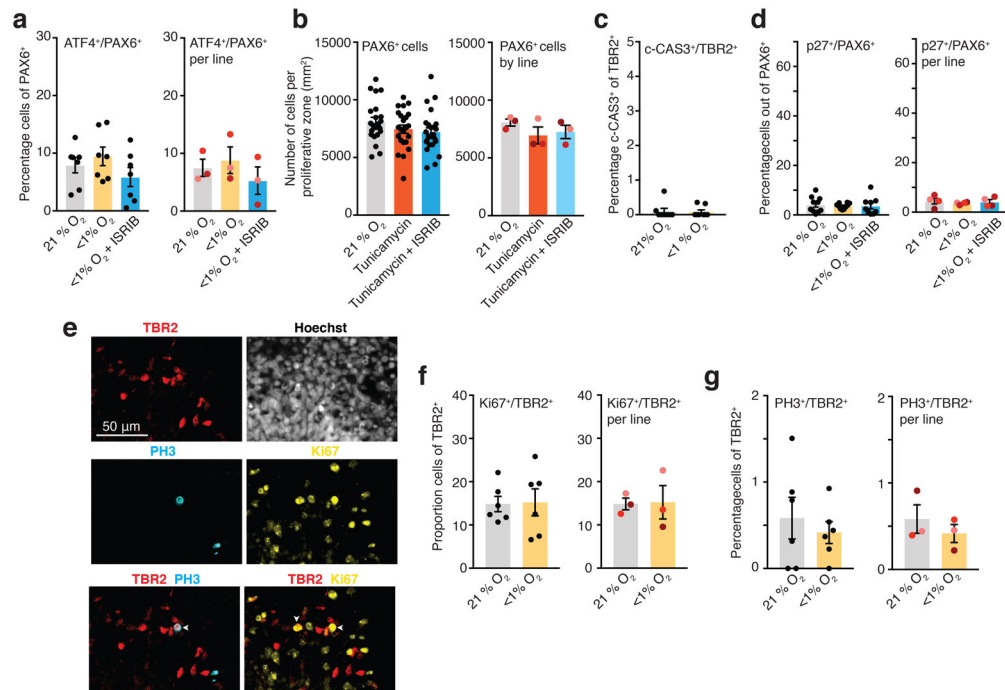 a
ATF4⁺/PAX6⁺
Percentage cells of PAX6⁺
30
20
10
0
21 % O₂
<1% O₂
<1% O₂ + ISRIB
ATF4⁺/PAX6⁺
per line
30
20
10
0
21 % O₂
<1% O₂
<1% O₂ + ISRIB
b
PAX6⁺ cells
Number of cells per
proliferative zone (mm²)
15000
10000
5000
0
21 % O₂
Tunicamycin
Tunicamycin + ISRIB
PAX6⁺ cells
by line
15000
10000
5000
0
21 % O₂
Tunicamycin
Tunicamycin + ISRIB
c
c-CAS3⁺/TBR2⁺
Percentage c-CAS3⁺ of TBR2⁺
5
4
3
2
1
0
21 % O₂
<1 % O₂
d
p27⁺/PAX6⁺
Percentagecells out of PAX6⁺
60
40
20
0
21 % O₂
<1% O₂
<1% O₂ + ISRIB
p27⁺/PAX6⁺
per line
60
40
20
0
21 % O₂
<1% O₂
<1% O₂ + ISRIB
e
TBR2
Hoechst
50 µm
PH3
KI67
TBR2 PH3
TBR2 KI67
f
Ki67⁺/TBR2⁺
Proportion cells of TBR2⁺
40
30
20
10
0
21 % O₂
<1% O₂
Ki67⁺/TBR2⁺
per line
40
30
20
10
0
21 % O₂
<1% O₂
g
PH3⁺/TBR2⁺
Percentagecells of TBR2⁺
2
1
0
21 % O₂
<1% O₂
PH3⁺/TBR2⁺
per line
2
1
0
21 % O₂
<1% O₂